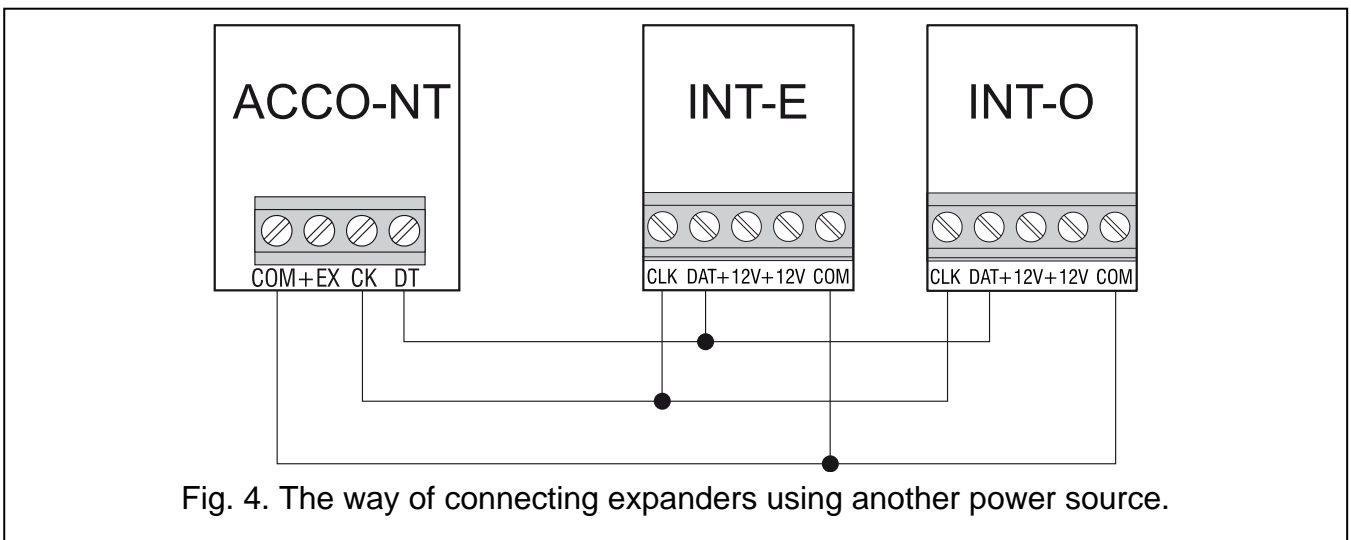 ACCO-NT
INT-E
INT-O
COM +EX CK DT
CLK DAT +12V +12V COM
CLK DAT +12V +12V COM
Fig. 4. The way of connecting expanders using another power source.